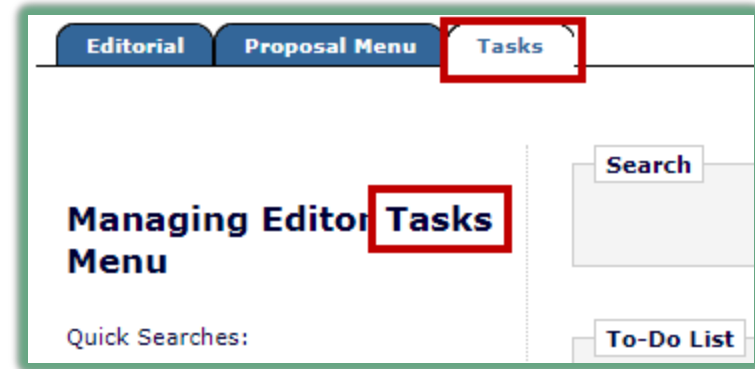 Editorial Proposal Menu Tasks
Search
Managing Editor Tasks
Menu
Quick Searches:
To-Do List